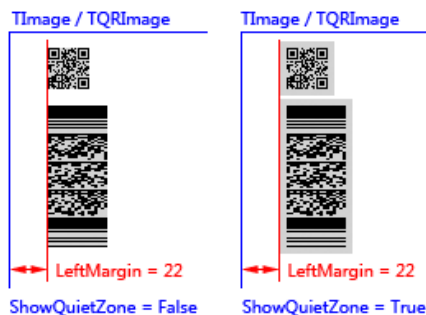 TImage / TQRImage
LeftMargin = 22
ShowQuietZone = False
TImage / TQRImage
LeftMargin = 22
ShowQuietZone = True